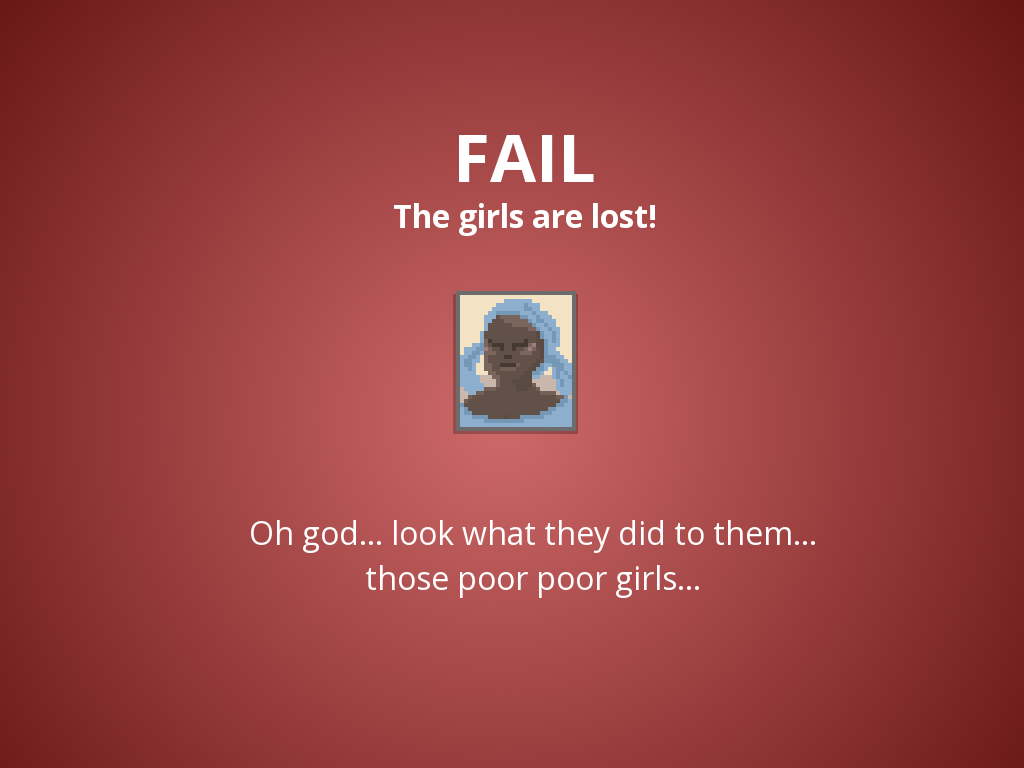 FAIL
The girls are lost!
Oh god... look what they did to them...
those poor poor girls...